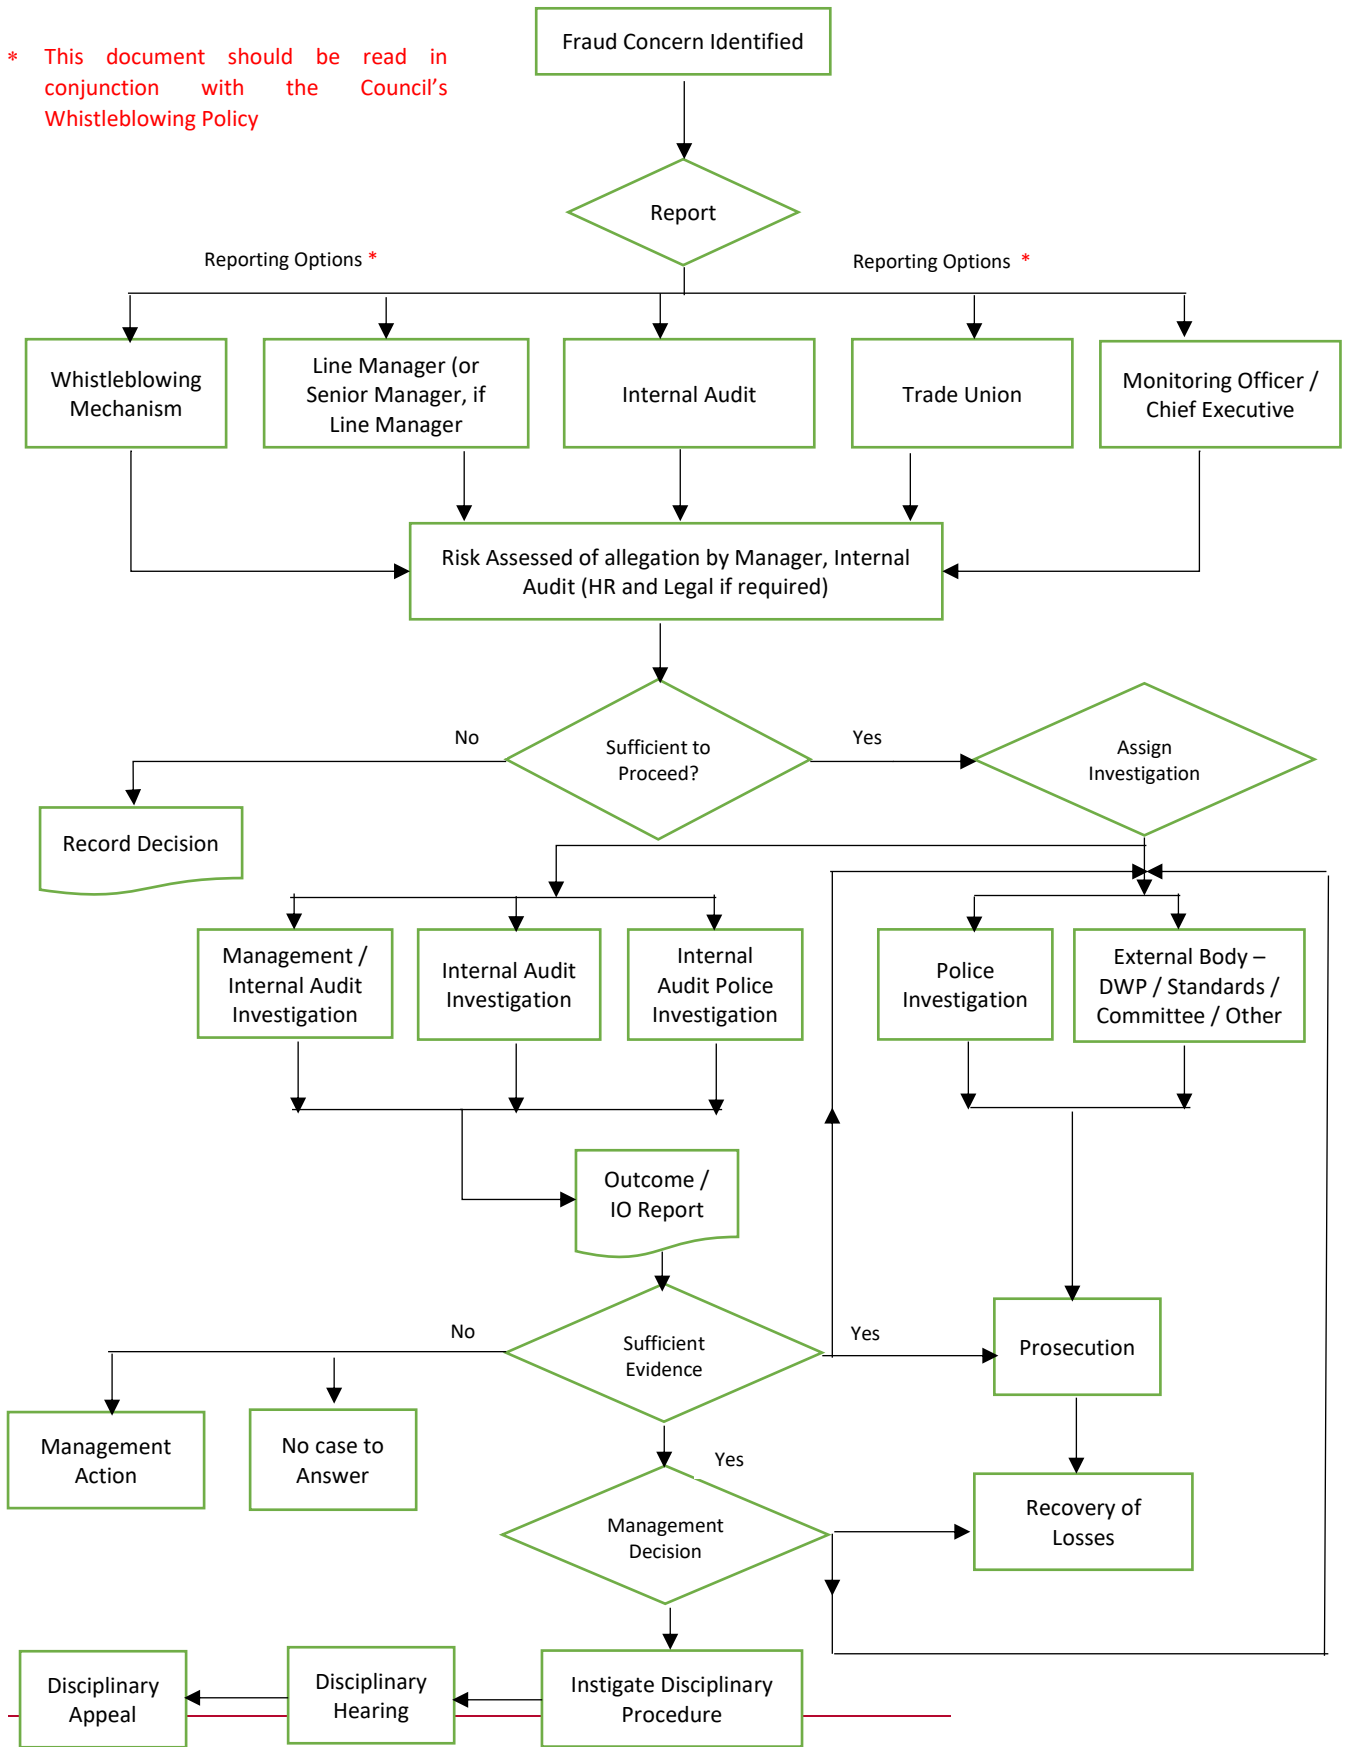 Fraud Concern Identified
* This document should be read in
conjunction with the Council’s
Whistleblowing Policy
Report
Reporting Options *
Reporting Options *
Whistleblowing
Mechanism
Line Manager (or
Senior Manager, if
Line Manager
Internal Audit
Trade Union
Monitoring Officer /
Chief Executive
Risk Assessed of allegation by Manager, Internal
Audit (HR and Legal if required)
No
Sufficient to
Proceed?
Yes
Assign
Investigation
Record Decision
Management /
Internal Audit
Investigation
Internal Audit
Investigation
Internal
Audit Police
Investigation
Police
Investigation
External Body –
DWP / Standards /
Committee / Other
Outcome /
IO Report
No
Sufficient
Evidence
Yes
Prosecution
Management
Action
No case to
Answer
Yes
Management
Decision
Recovery of
Losses
Disciplinary
Appeal
Disciplinary
Hearing
Instigate Disciplinary
Procedure